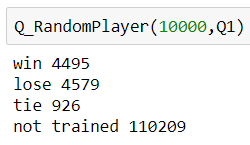 Q_RandomPlayer(10000,Q1)
win 4495
lose 4579
tie 926
not trained 110209